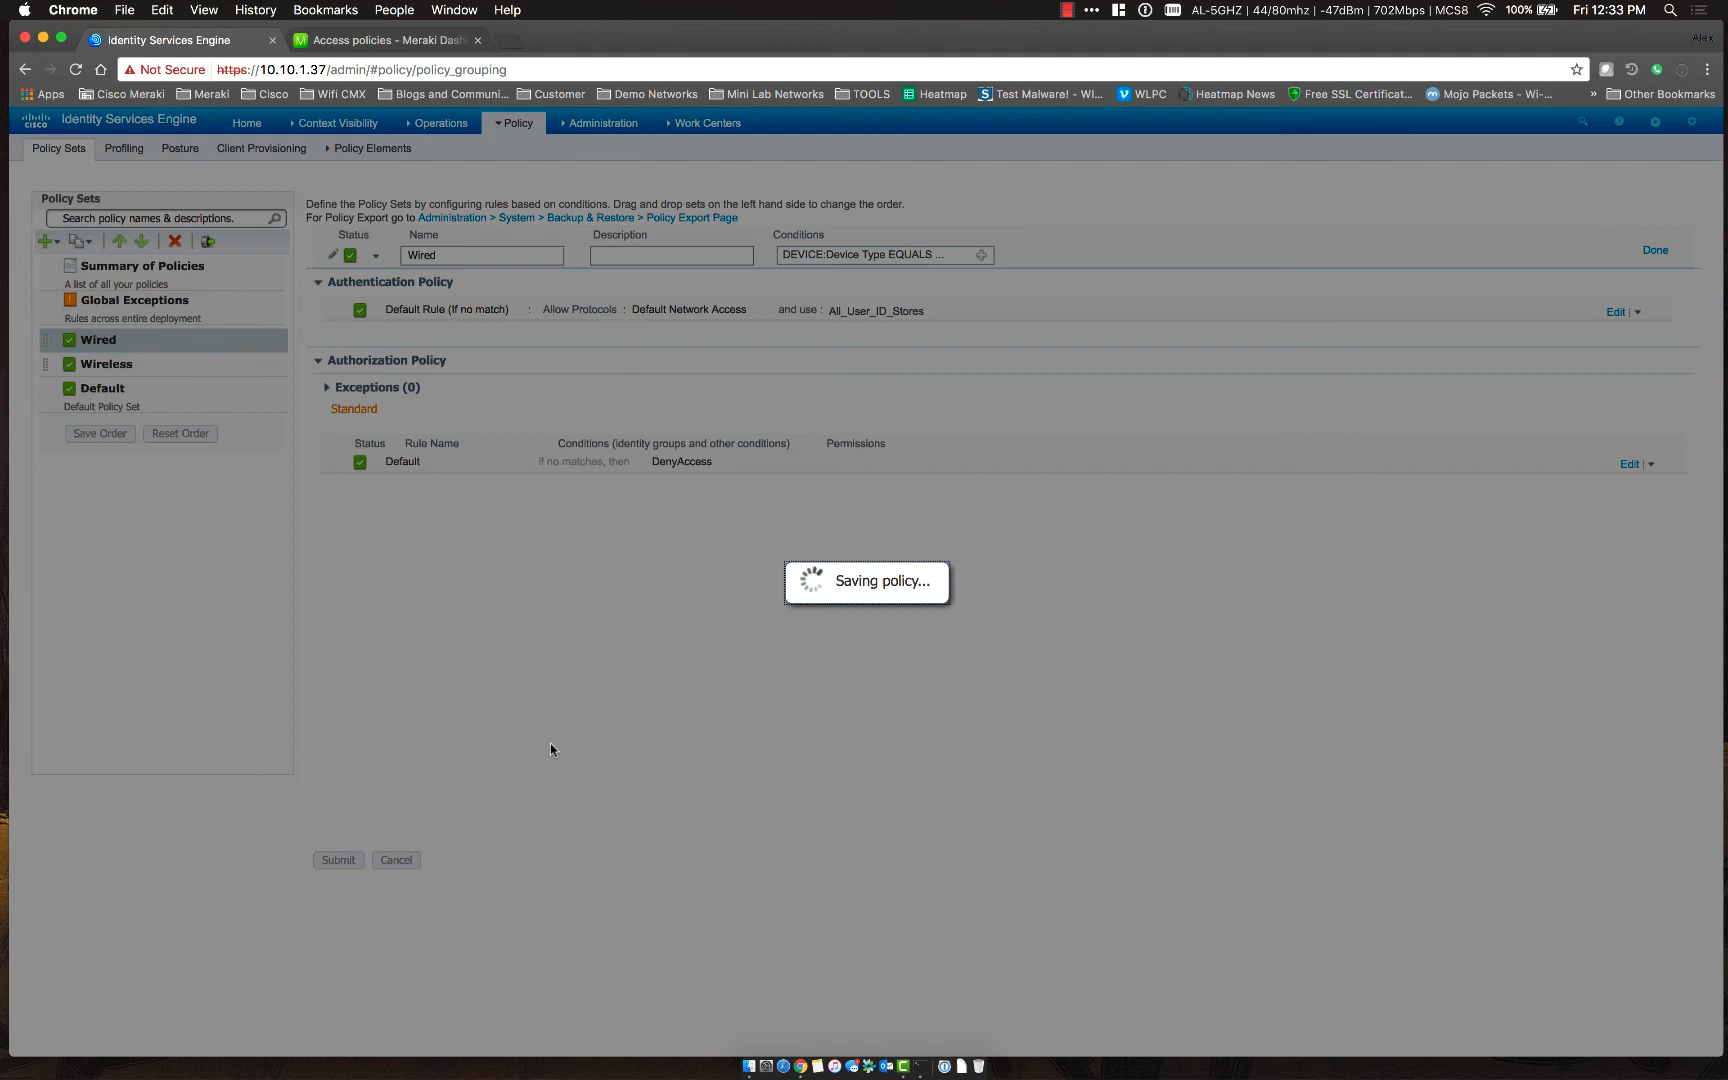 Chrome File Edit View History Bookmarks People Window Help AL-5GHZ | 44/80mhz | -47dBm | 702Mbps | MCS8 100% Fri 12:33 PM
Identity Services Engine Access policies - Meraki Dash Alex
Not Secure https://10.10.1.37/admin/#policy/policy_grouping
Apps Cisco Meraki Meraki Cisco Wifi CMX Blogs and Communi... Customer Demo Networks Mini Lab Networks TOOLS Heatmap Test Malware! - WI... WLPC Heatmap News Free SSL Certificat... Mojo Packets - Wi-... » Other Bookmarks
cisco Identity Services Engine Home Context Visibility Operations Policy Administration Work Centers
Policy Sets Profiling Posture Client Provisioning Policy Elements
Policy Sets
Search policy names & descriptions.
Summary of Policies
A list of all your policies
Global Exceptions
Rules across entire deployment
Wired
Wireless
Default
Default Policy Set
Save Order Reset Order
Define the Policy Sets by configuring rules based on conditions. Drag and drop sets on the left hand side to change the order.
For Policy Export go to Administration > System > Backup & Restore > Policy Export Page
Status Name Description Conditions
Wired DEVICE:Device Type EQUALS ... Done
Authentication Policy
Default Rule (If no match) : Allow Protocols : Default Network Access and use : All_User_ID_Stores Edit |
Authorization Policy
Exceptions (0)
Standard
Status Rule Name Conditions (identity groups and other conditions) Permissions
Default if no matches, then DenyAccess Edit |
Saving policy...
Submit Cancel